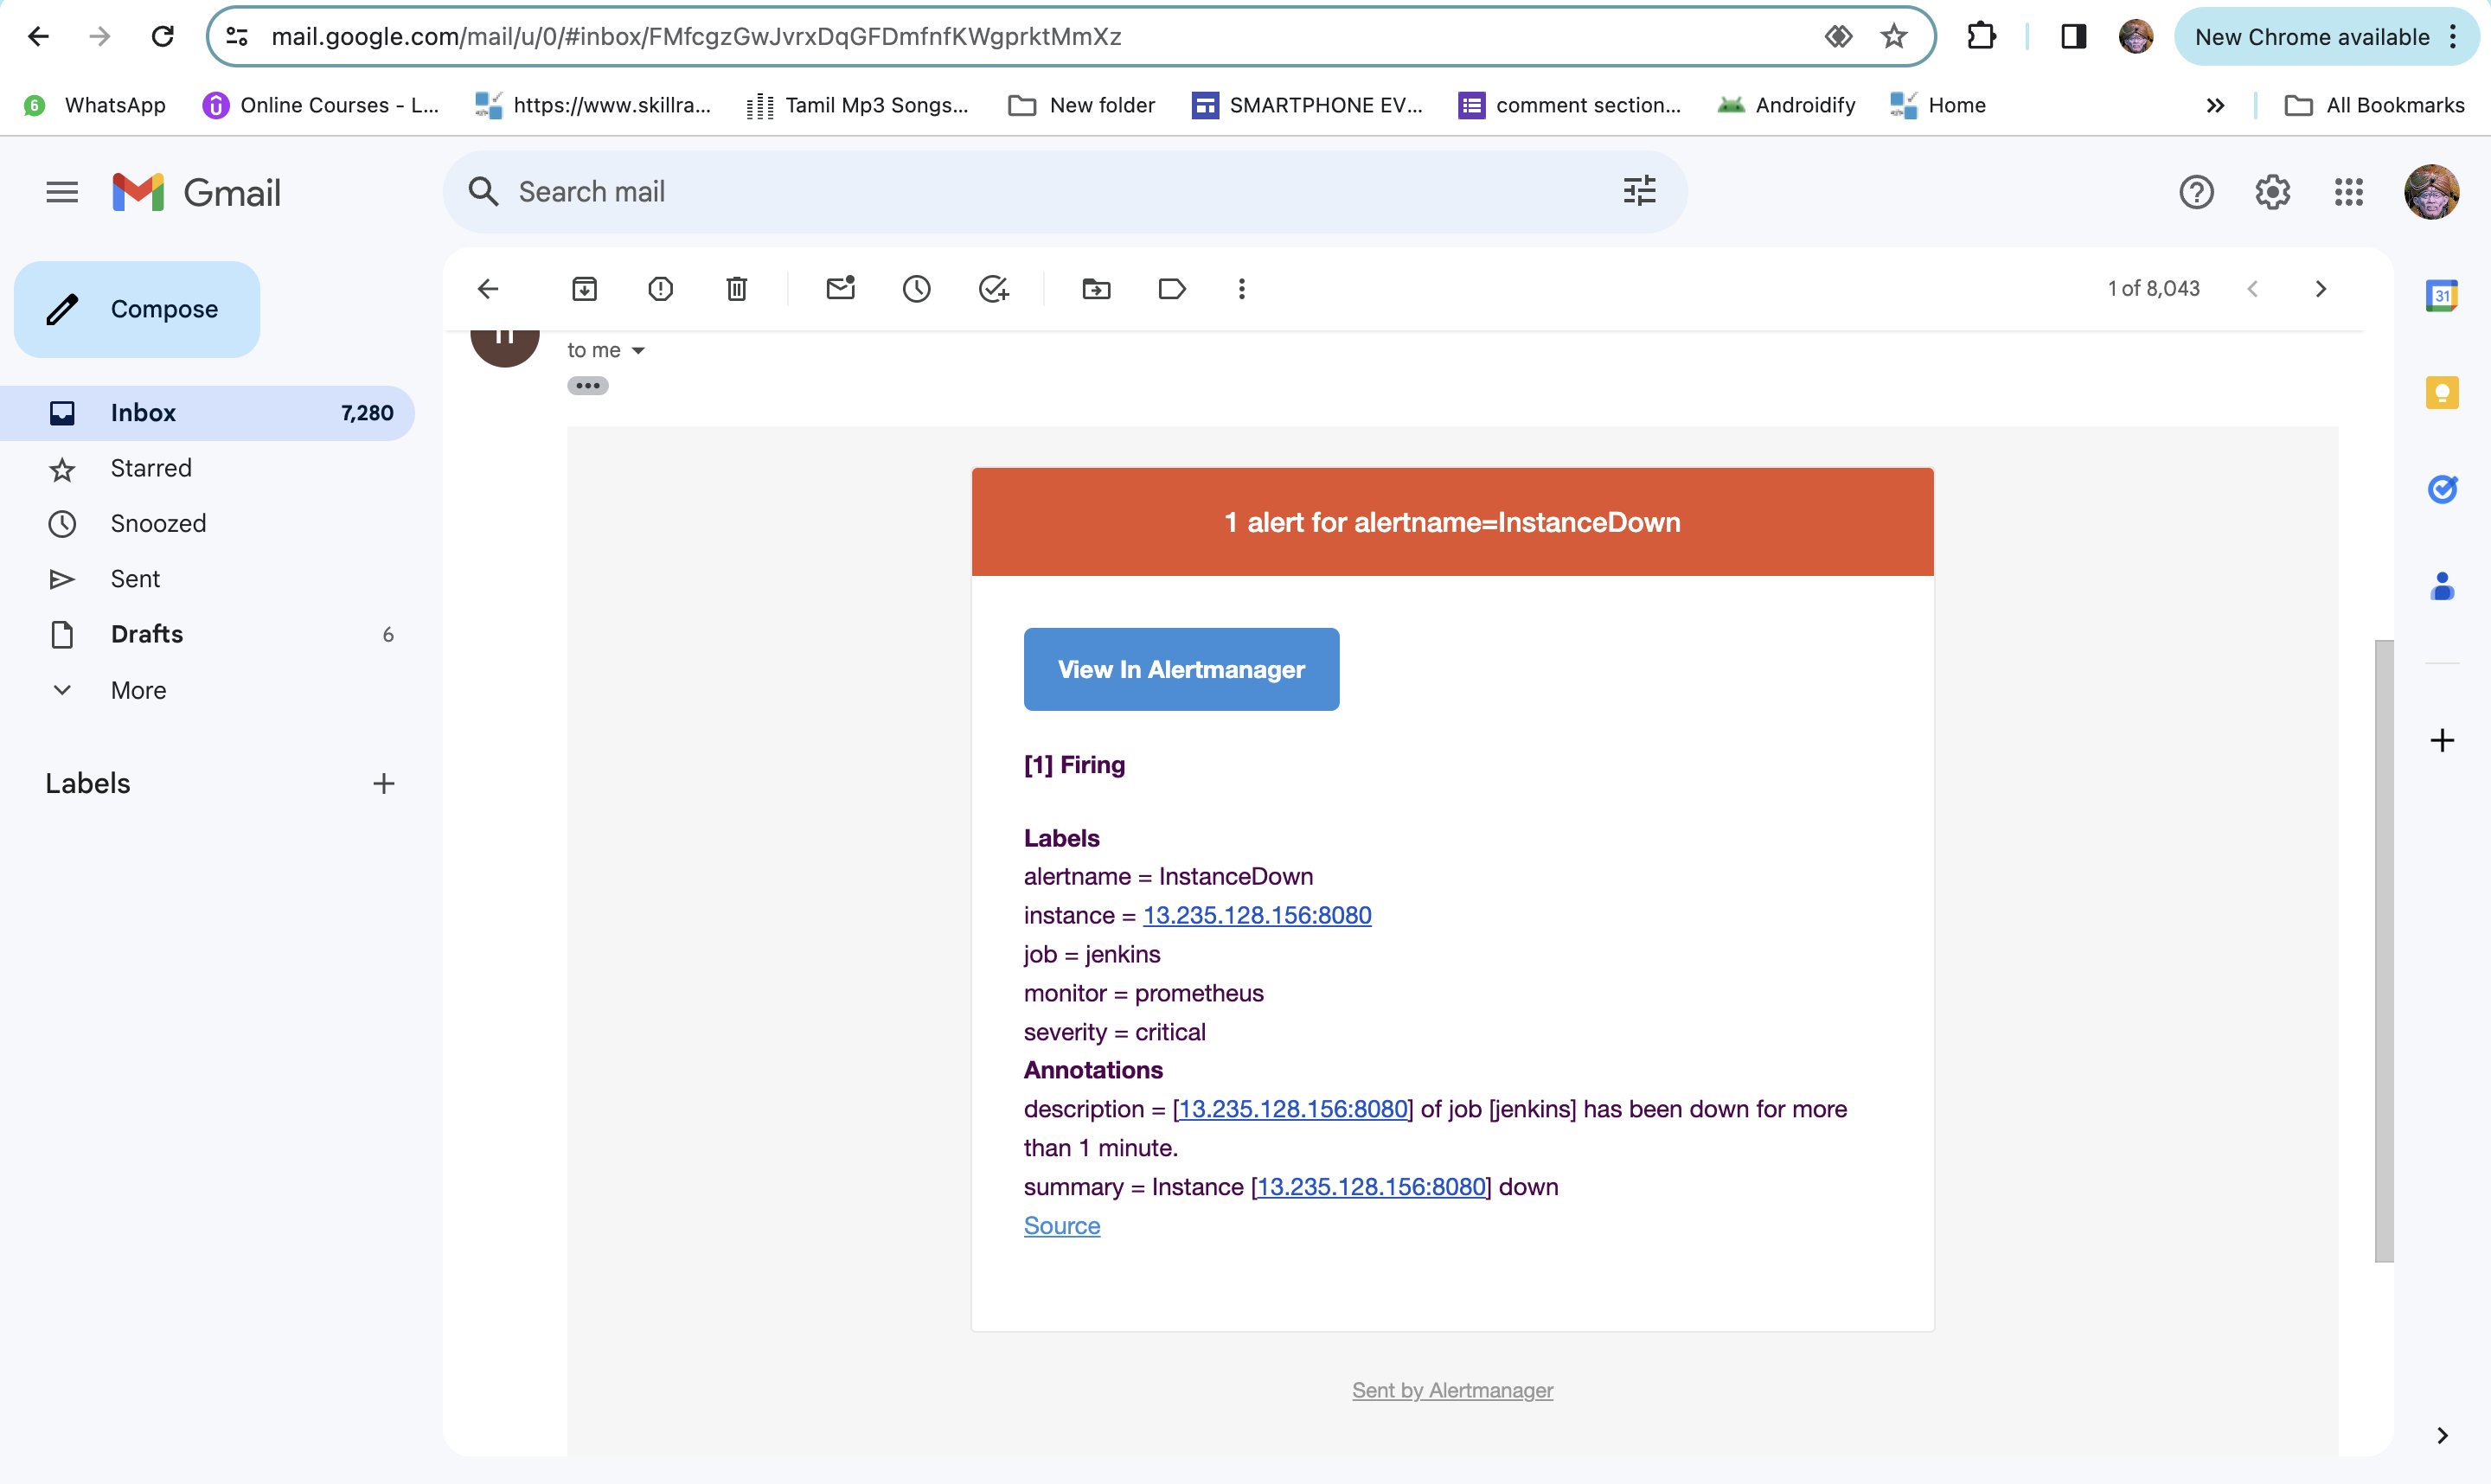 mail.google.com/mail/u/0/#inbox/FMfcgzGwJvrxDqGFDmfnfKWgprktMmXz
New Chrome available
6 WhatsApp
Online Courses - L...
https://www.skillra...
Tamil Mp3 Songs...
New folder
SMARTPHONE EV...
comment section...
Androidify
Home
All Bookmarks
Gmail
Search mail
Compose
1 of 8,043
31
to me
Inbox 7,280
Starred
Snoozed
Sent
Drafts 6
More
Labels
1 alert for alertname=InstanceDown
View In Alertmanager
[1] Firing
Labels
alertname = InstanceDown
instance = 13.235.128.156:8080
job = jenkins
monitor = prometheus
severity = critical
Annotations
description = [13.235.128.156:8080] of job [jenkins] has been down for more
than 1 minute.
summary = Instance [13.235.128.156:8080] down
Source
Sent by Alertmanager